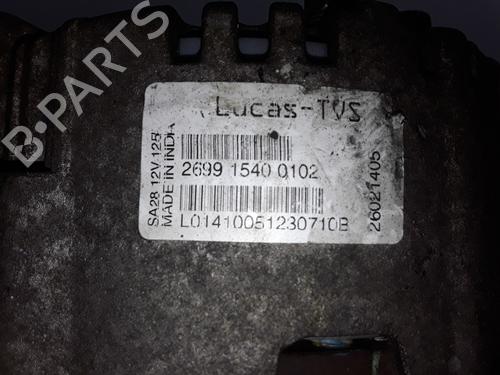 B-PARTS
Lucas-TVS
SA28 12V 125
MADE IN INDIA
2699 1540 0102
L01410051230710B
26021405